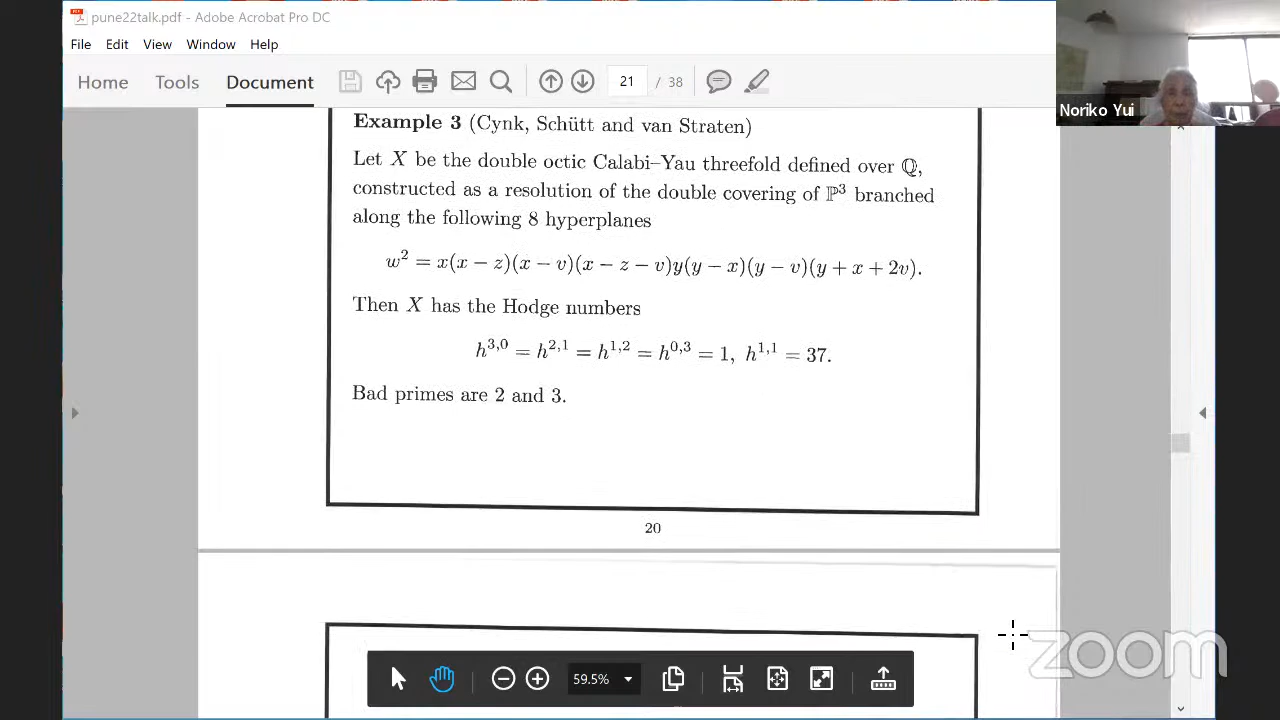 pune22talk.pdf - Adobe Acrobat Pro DC
File Edit View Window Help
Home Tools Document 21 / 38
Noriko Yui
Example 3 (Cynk, Schütt and van Straten)
Let X be the double octic Calabi–Yau threefold defined over ℚ,
constructed as a resolution of the double covering of ℙ³ branched
along the following 8 hyperplanes
w² = x(x − z)(x − v)(x − z − v)y(y − x)(y − v)(y + x + 2v).
Then X has the Hodge numbers
h³,⁰ = h²,¹ = h¹,² = h⁰,³ = 1, h¹,¹ = 37.
Bad primes are 2 and 3.
20
59.5%
zoom